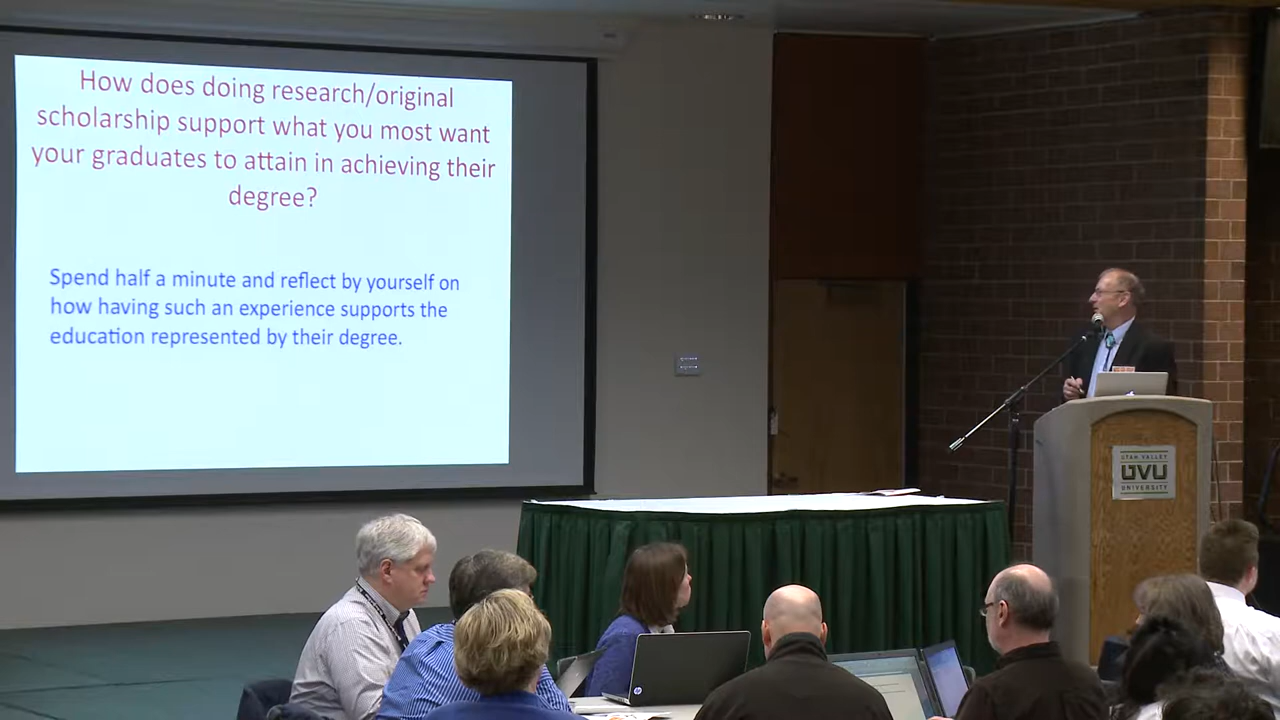 How does doing research/original
scholarship support what you most want
your graduates to attain in achieving their
degree?
Spend half a minute and reflect by yourself on
how having such an experience supports the
education represented by their degree.
UTAH VALLEY
UVU
UNIVERSITY
hp